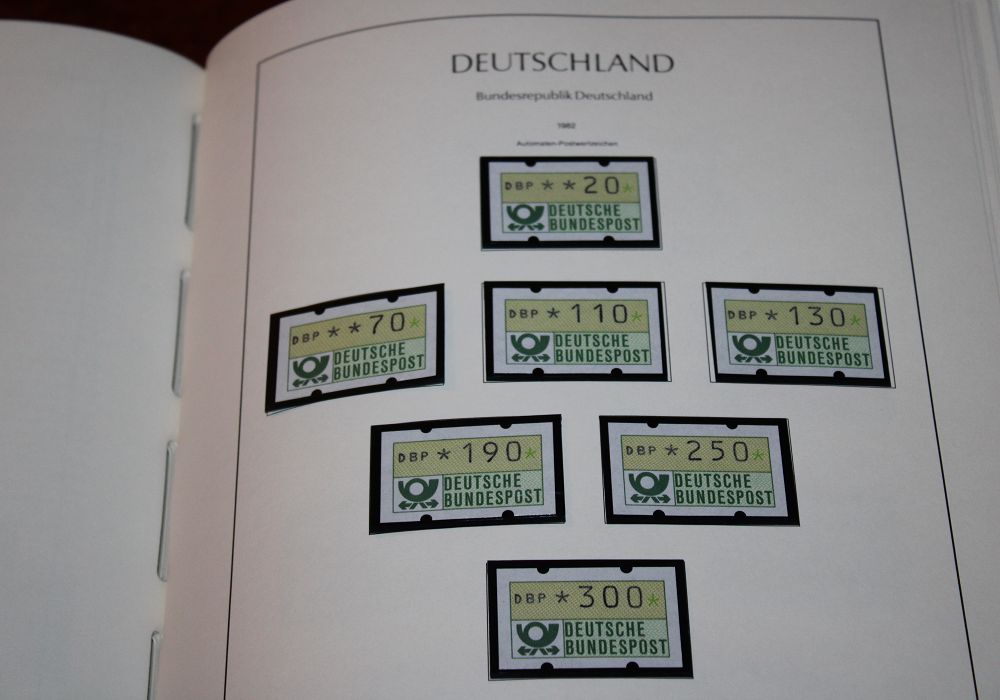 DEUTSCHLAND
Bundesrepublik Deutschland
1982
Automaten-Postwertzeichen
DBP **20*
DEUTSCHE
BUNDESPOST
DBP **70*
DEUTSCHE
BUNDESPOST
DBP *110*
DEUTSCHE
BUNDESPOST
DBP *130*
DEUTSCHE
BUNDESPOST
DBP *190*
DEUTSCHE
BUNDESPOST
DBP *250*
DEUTSCHE
BUNDESPOST
DBP *300*
DEUTSCHE
BUNDESPOST